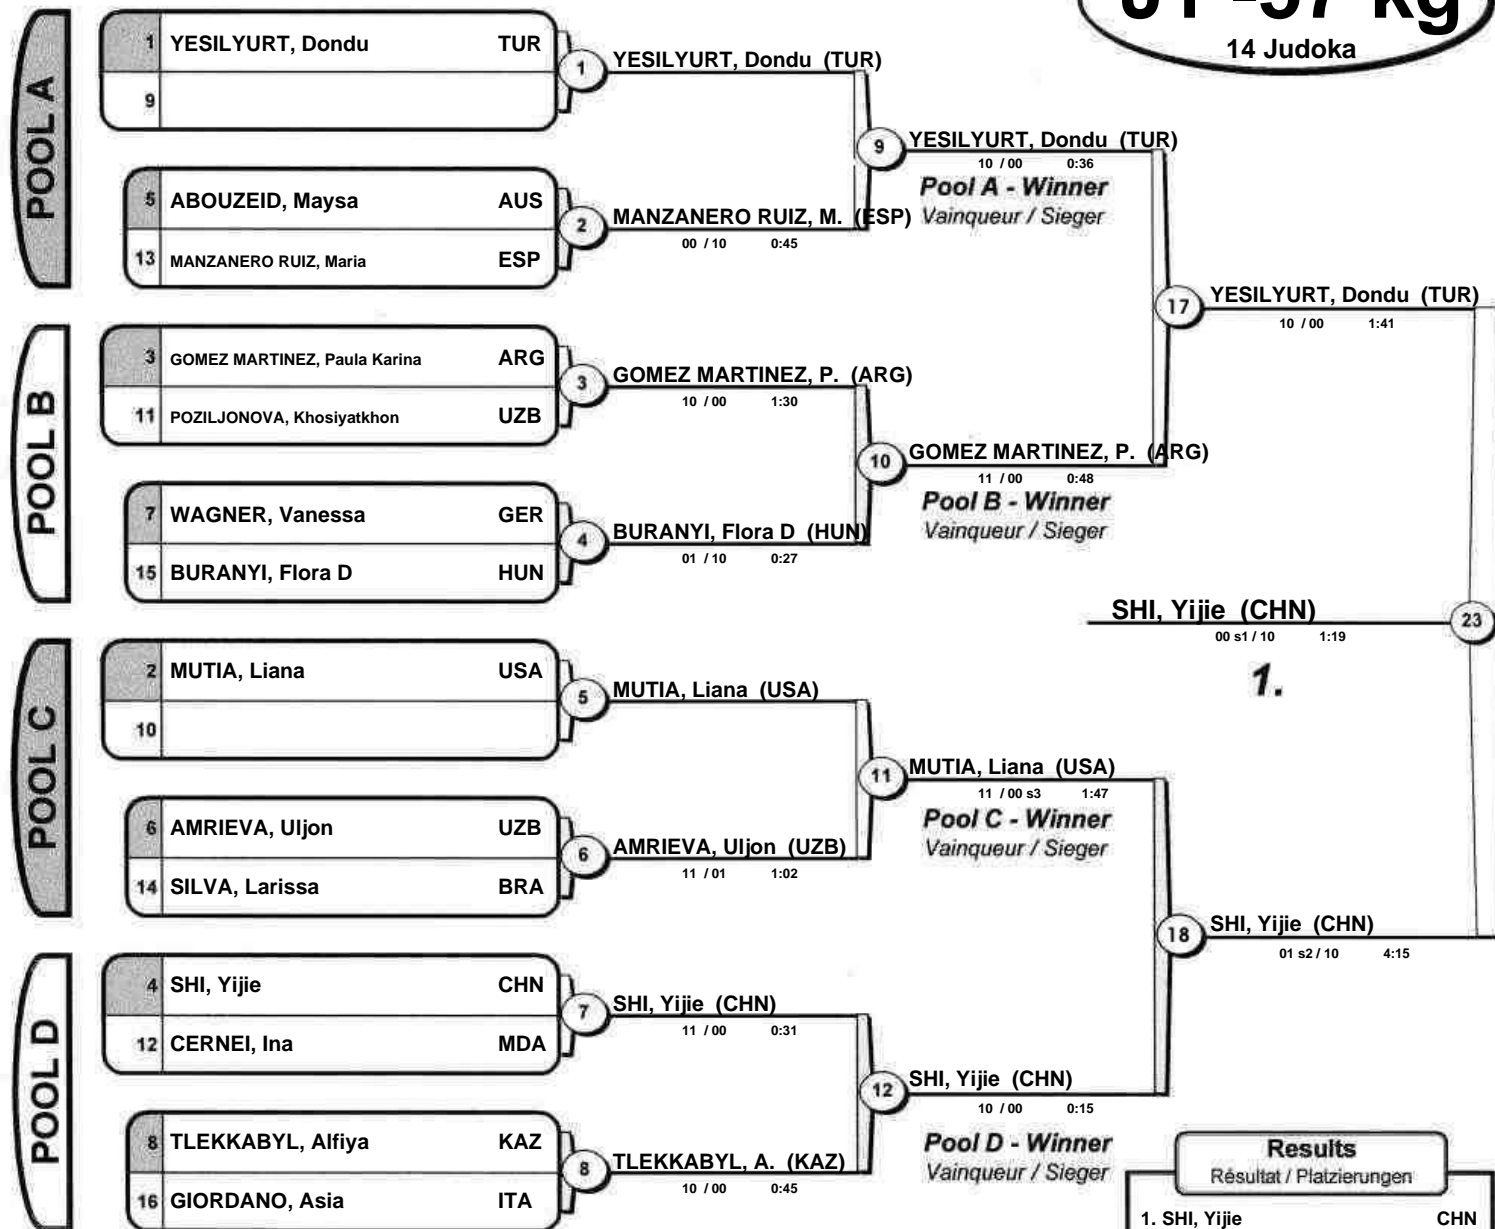 J1 -57 kg
14 Judoka
POOL A
1 YESILYURT, Dondu TUR
9
1 YESILYURT, Dondu (TUR)
5 ABOUZEID, Maysa AUS
13 MANZANERO RUIZ, Maria ESP
2 MANZANERO RUIZ, M. (ESP)
00 / 10 0:45
9 YESILYURT, Dondu (TUR)
10 / 00 0:36
Pool A - Winner
Vainqueur / Sieger
POOL B
3 GOMEZ MARTINEZ, Paula Karina ARG
11 POZILJONOVA, Khosiyatkhon UZB
3 GOMEZ MARTINEZ, P. (ARG)
10 / 00 1:30
7 WAGNER, Vanessa GER
15 BURANYI, Flora D HUN
4 BURANYI, Flora D (HUN)
01 / 10 0:27
10 GOMEZ MARTINEZ, P. (ARG)
11 / 00 0:48
Pool B - Winner
Vainqueur / Sieger
17 YESILYURT, Dondu (TUR)
10 / 00 1:41
SHI, Yijie (CHN) 23
00 s1 / 10 1:19
1.
POOL C
2 MUTIA, Liana USA
10
5 MUTIA, Liana (USA)
6 AMRIEVA, Uljon UZB
14 SILVA, Larissa BRA
6 AMRIEVA, Uljon (UZB)
11 / 01 1:02
11 MUTIA, Liana (USA)
11 / 00 s3 1:47
Pool C - Winner
Vainqueur / Sieger
POOL D
4 SHI, Yijie CHN
12 CERNEI, Ina MDA
7 SHI, Yijie (CHN)
11 / 00 0:31
8 TLEKKABYL, Alfiya KAZ
16 GIORDANO, Asia ITA
8 TLEKKABYL, A. (KAZ)
10 / 00 0:45
12 SHI, Yijie (CHN)
10 / 00 0:15
Pool D - Winner
Vainqueur / Sieger
18 SHI, Yijie (CHN)
01 s2 / 10 4:15
Results
Résultat / Platzierungen
1. SHI, Yijie CHN